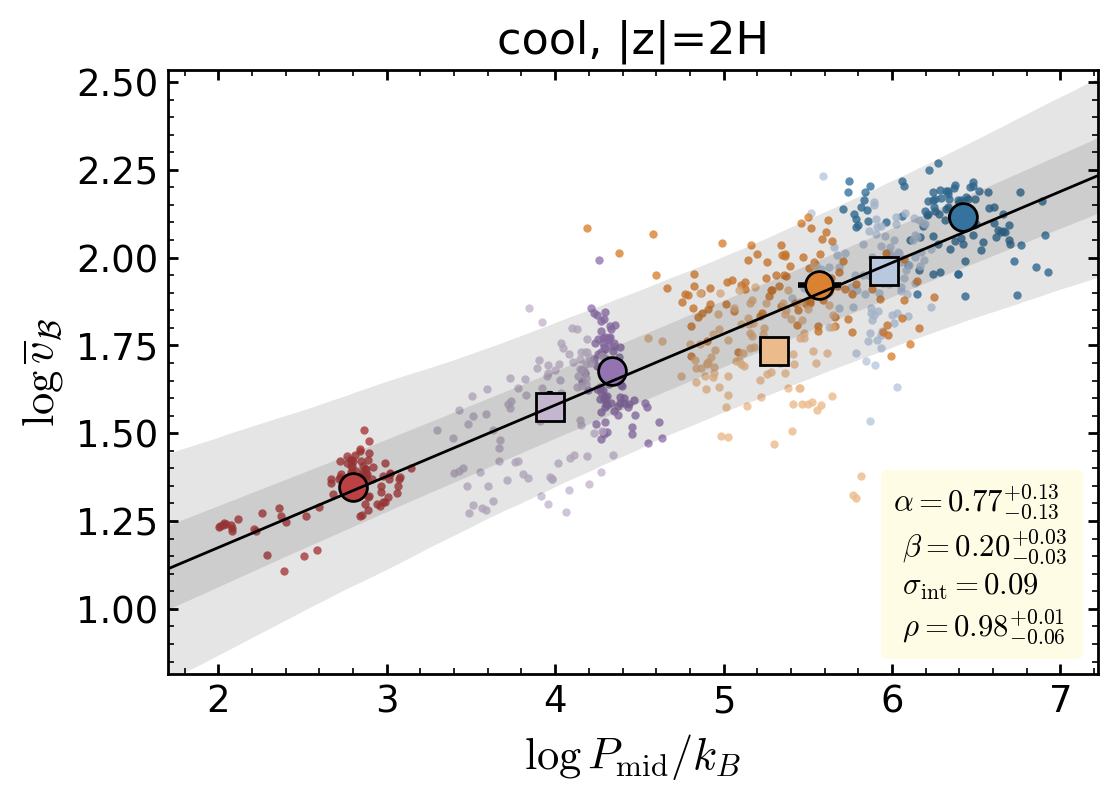 cool, |z|=2H
2.50
2.25
2.00
1.75
1.50
1.25
1.00
log v̅_ℬ
α = 0.77^{+0.13}_{−0.13}
β = 0.20^{+0.03}_{−0.03}
σ_int = 0.09
ρ = 0.98^{+0.01}_{−0.06}
2 3 4 5 6 7
log P_mid/k_B